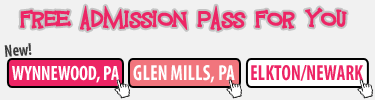 FREE ADMISSION PASS FOR YOU
New!
WYNNEWOOD, PA GLEN MILLS, PA ELKTON/NEWARK